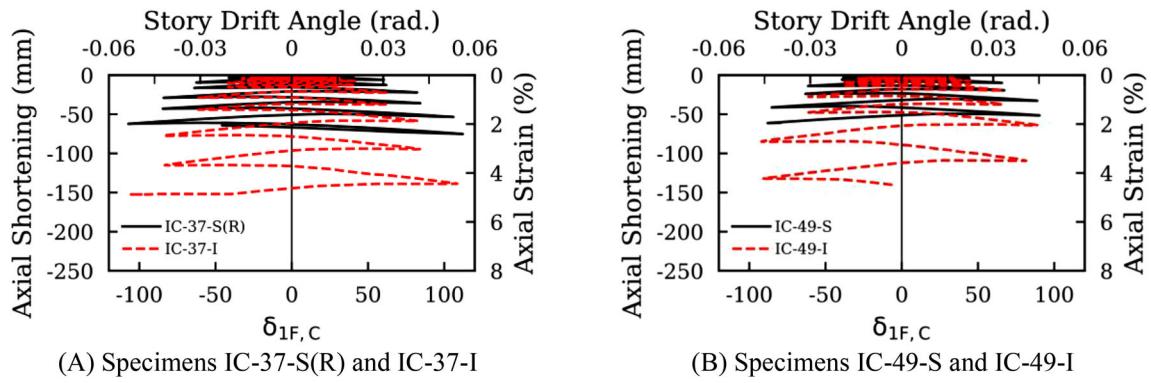 Story Drift Angle (rad.)
-0.06 -0.03 0 0.03 0.06
Axial Shortening (mm)
0
-50
-100
-150
-200
-250
0
2
4
6
8
Axial Strain (%)
IC-37-S(R)
IC-37-I
-100 -50 0 50 100
δ1F, C
(A) Specimens IC-37-S(R) and IC-37-I
Story Drift Angle (rad.)
-0.06 -0.03 0 0.03 0.06
Axial Shortening (mm)
0
-50
-100
-150
-200
-250
0
2
4
6
8
Axial Strain (%)
IC-49-S
IC-49-I
-100 -50 0 50 100
δ1F, C
(B) Specimens IC-49-S and IC-49-I